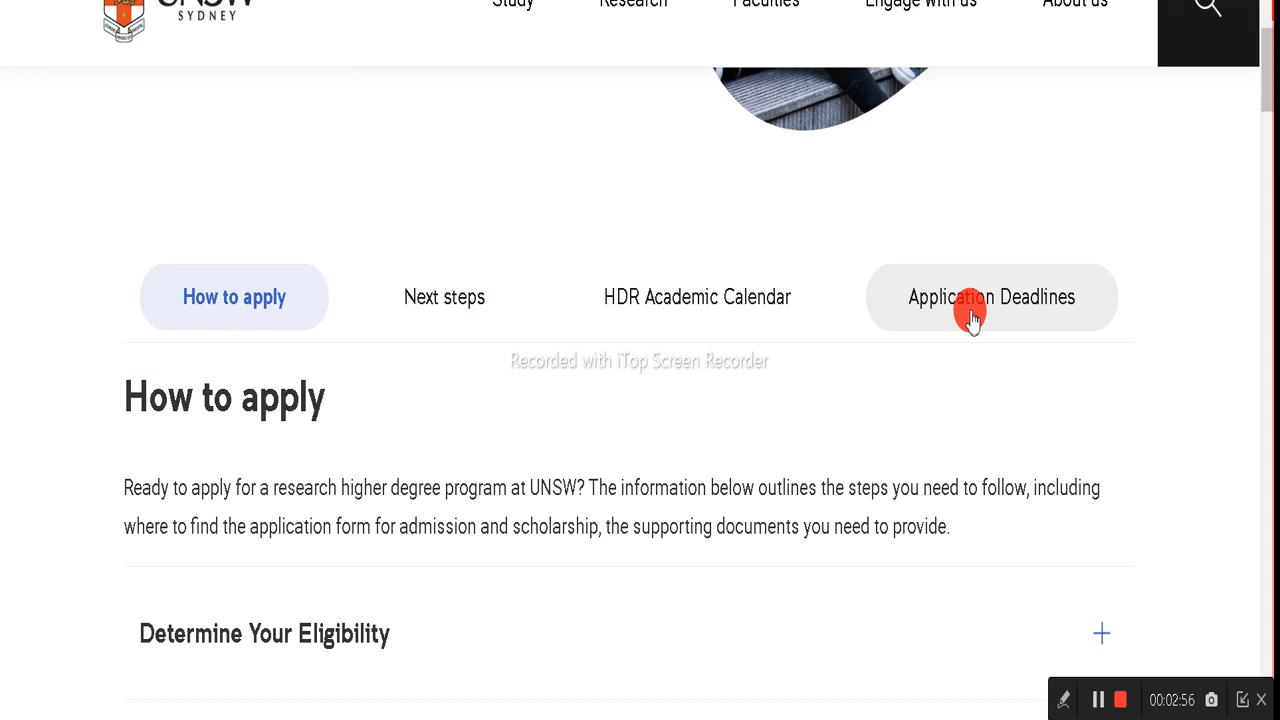 UNSW
SYDNEY
Study
Research
Faculties
Engage with us
About us
How to apply
Next steps
HDR Academic Calendar
Application Deadlines
Recorded with iTop Screen Recorder
How to apply
Ready to apply for a research higher degree program at UNSW? The information below outlines the steps you need to follow, including
where to find the application form for admission and scholarship, the supporting documents you need to provide.
Determine Your Eligibility
00:02:56